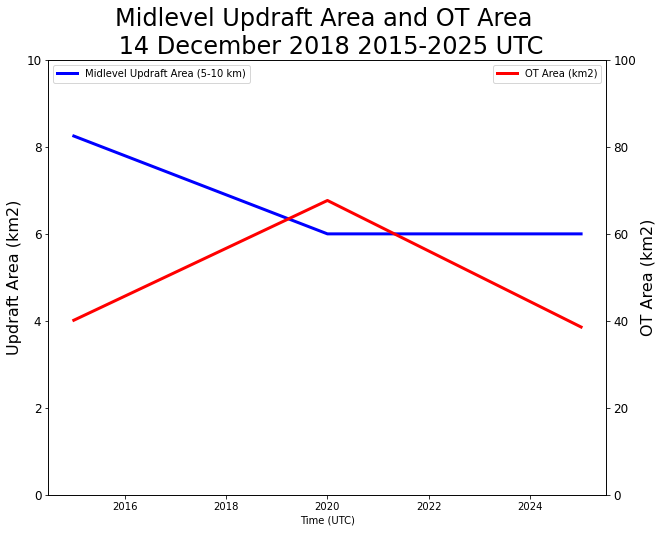 Midlevel Updraft Area and OT Area
14 December 2018 2015-2025 UTC
Midlevel Updraft Area (5-10 km)
OT Area (km2)
Updraft Area (km2)
10
8
6
4
2
0
100
80
60
40
20
0
OT Area (km2)
2016
2018
2020
2022
2024
Time (UTC)